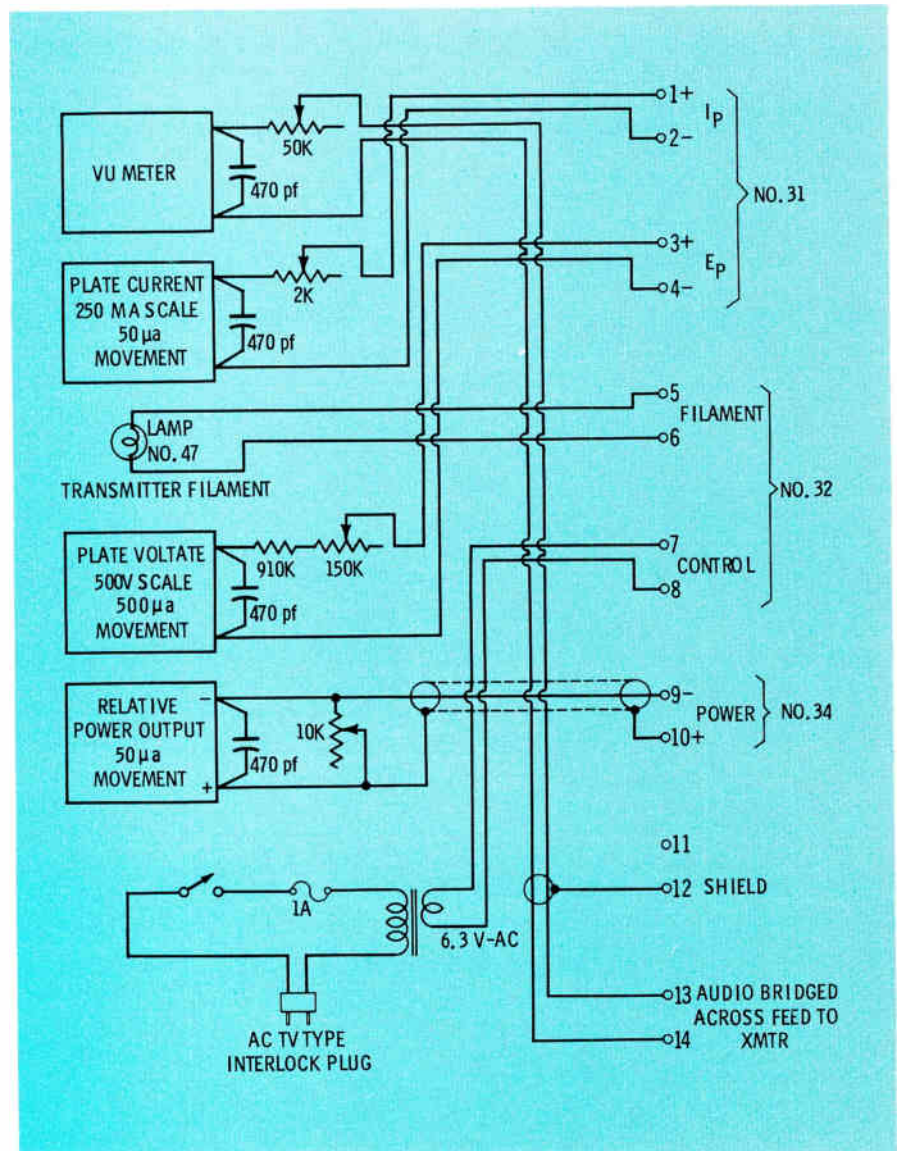 1+
I P
50K
2-
VU METER
470 pf
NO. 31
3+
E P
PLATE CURRENT
250 MA SCALE
50 µa
MOVEMENT
2K
4-
470 pf
5
FILAMENT
LAMP
NO. 47
6
NO. 32
TRANSMITTER FILAMENT
7
CONTROL
PLATE VOLTATE
500V SCALE
500 µa
MOVEMENT
910K
150K
8
470 pf
-
9-
RELATIVE
POWER OUTPUT
50 µa
MOVEMENT
10K
POWER
NO. 34
10+
470 pf
+
11
12 SHIELD
1A
6.3 V-AC
13 AUDIO BRIDGED
ACROSS FEED TO
14 XMTR
AC TV TYPE
INTERLOCK PLUG